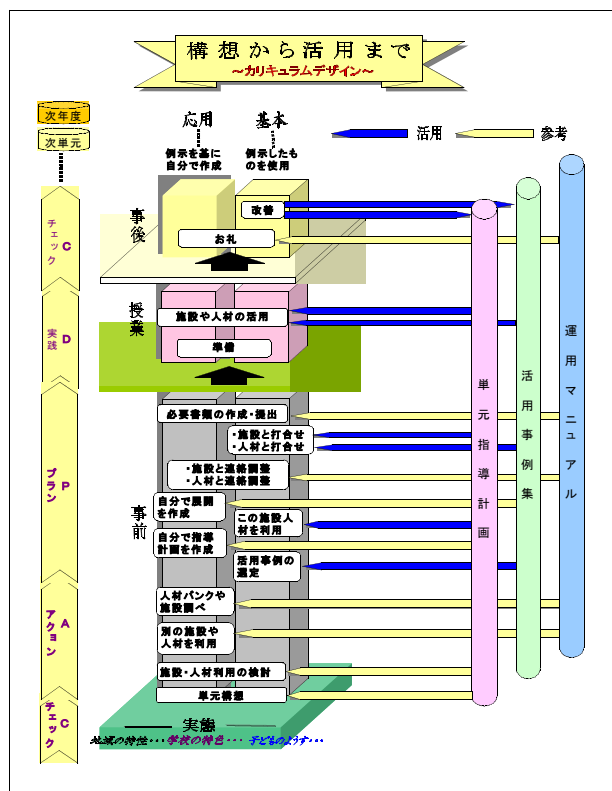 構想から活用まで
～カリキュラムデザイン～
次年度
次単元
応用
基本
活用
参考
例示を基に
自分で作成
例示したも
のを使用
チェック C
実践 D
プラン P
アクション A
チェック C
事後
授業
事前
改善
お礼
施設や人材の活用
準備
必要書類の作成・提出
・施設と打合せ
・人材と打合せ
・施設と連絡調整
・人材と連絡調整
自分で展開
を作成
この施設人
材を利用
自分で指導
計画を作成
活用事例の
選定
人材バンクや
施設調べ
別の施設や
人材を利用
施設・人材利用の検討
単元構想
単元指導計画
活用事例集
運用マニュアル
実態
地域の特性・・・学校の特色・・・子どものようす・・・